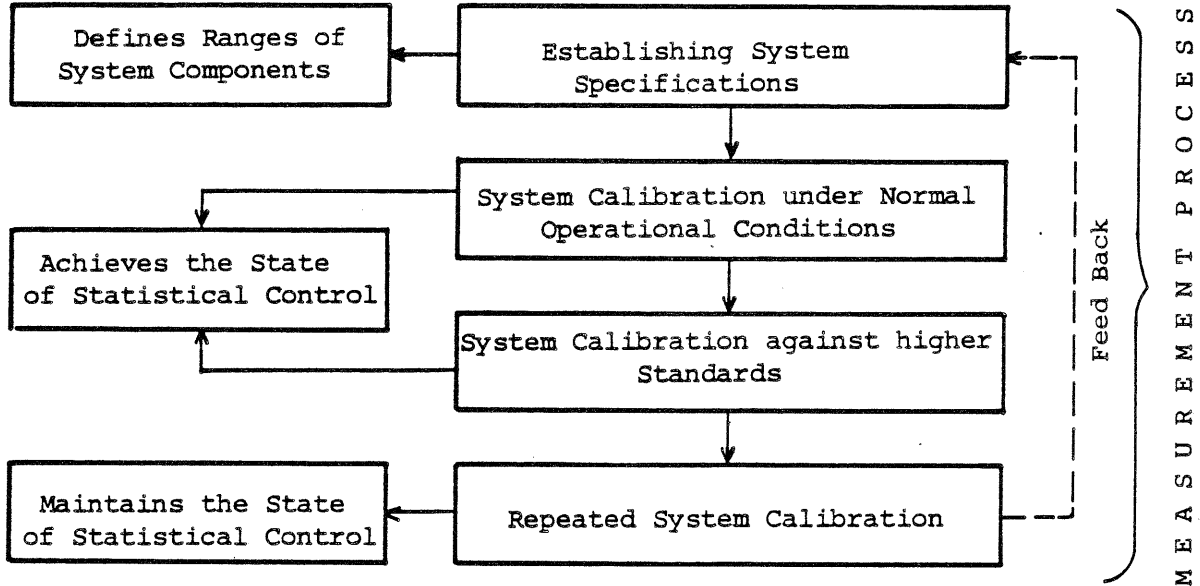 Defines Ranges of
System Components
Establishing System
Specifications
System Calibration under Normal
Operational Conditions
Achieves the State
of Statistical Control
System Calibration against higher
Standards
Maintains the State
of Statistical Control
Repeated System Calibration
Feed Back
MEASUREMENT PROCESS